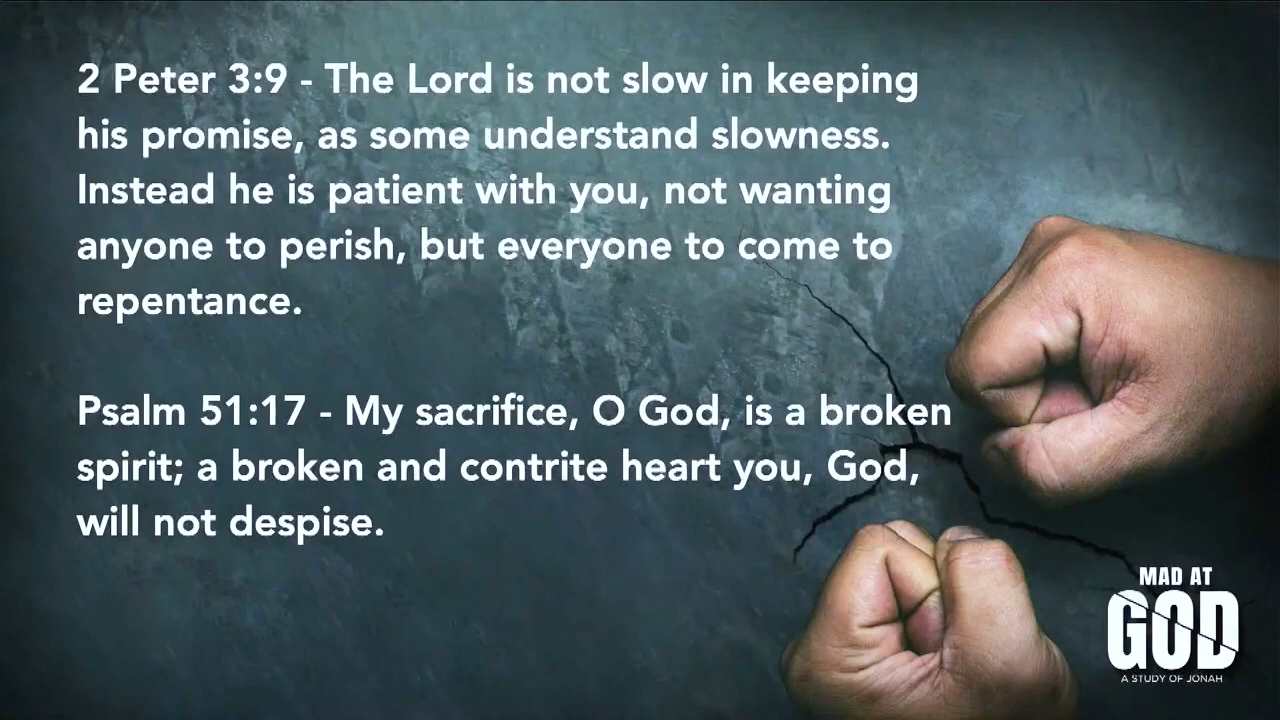 2 Peter 3:9 - The Lord is not slow in keeping
his promise, as some understand slowness.
Instead he is patient with you, not wanting
anyone to perish, but everyone to come to
repentance.
Psalm 51:17 - My sacrifice, O God, is a broken
spirit; a broken and contrite heart you, God,
will not despise.
MAD AT
GOD
A STUDY OF JONAH